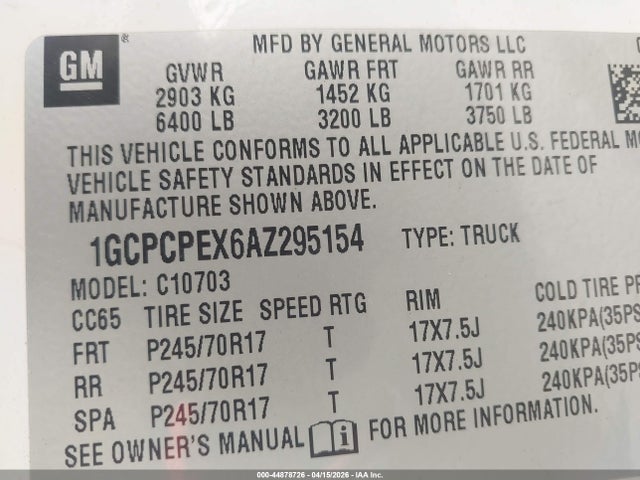 GM ®
MFD BY GENERAL MOTORS LLC
GVWR GAWR FRT GAWR RR
2903 KG 1452 KG 1701 KG
6400 LB 3200 LB 3750 LB
THIS VEHICLE CONFORMS TO ALL APPLICABLE U.S. FEDERAL
VEHICLE SAFETY STANDARDS IN EFFECT ON THE DATE OF
MANUFACTURE SHOWN ABOVE.
1GCPCPEX6AZ295154 TYPE: TRUCK
MODEL: C10703
CC65 TIRE SIZE SPEED RTG RIM COLD TIRE
FRT P245/70R17 T 17X7.5J 240KPA(35PS
RR P245/70R17 T 17X7.5J 240KPA(35PS
SPA P245/70R17 T 17X7.5J 240KPA(35PS
SEE OWNER'S MANUAL i FOR MORE INFORMATION.
000-44878726 - 04/15/2026 - IAA Inc.